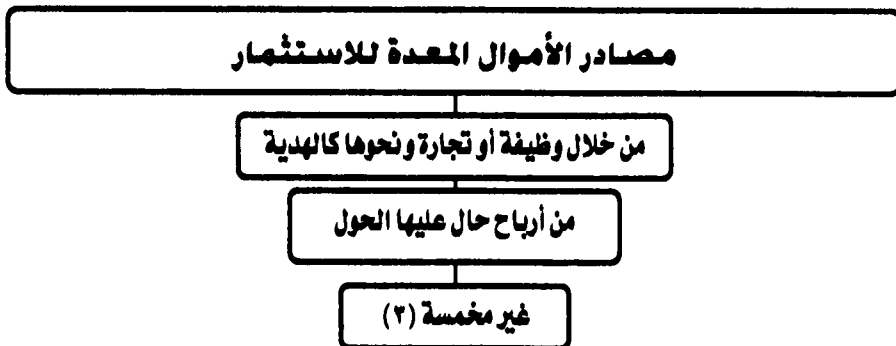 مصادر الأموال المعدة للاستثمار
من خلال وظيفة أو تجارة ونحوها كالهدية
من أرباح حال عليها الحول
غير مخمسة (٣)